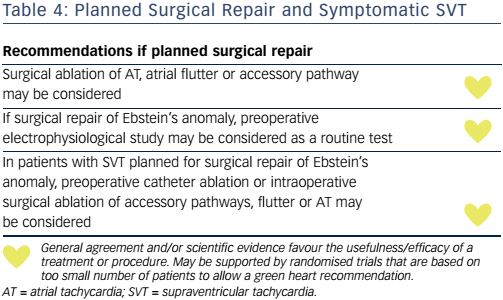 Table 4: Planned Surgical Repair and Symptomatic SVT
Recommendations if planned surgical repair
Surgical ablation of AT, atrial flutter or accessory pathway
may be considered
If surgical repair of Ebstein's anomaly, preoperative
electrophysiological study may be considered as a routine test
In patients with SVT planned for surgical repair of Ebstein's
anomaly, preoperative catheter ablation or intraoperative
surgical ablation of accessory pathways, flutter or AT may
be considered
General agreement and/or scientific evidence favour the usefulness/efficacy of a
treatment or procedure. May be supported by randomised trials that are based on
too small number of patients to allow a green heart recommendation.
AT = atrial tachycardia; SVT = supraventricular tachycardia.